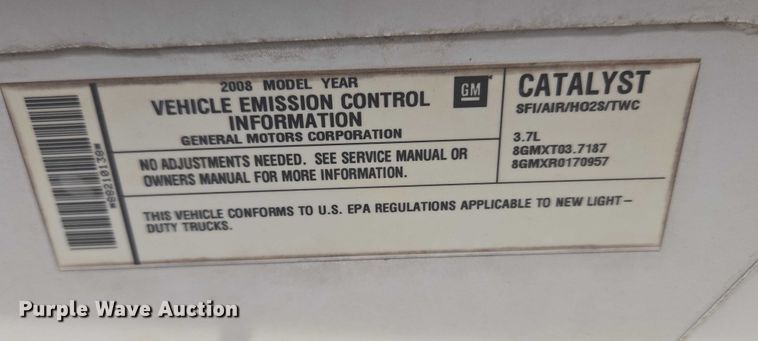 2008 MODEL YEAR
VEHICLE EMISSION CONTROL
INFORMATION
GENERAL MOTORS CORPORATION
GM
CATALYST
SFI/AIR/HO2S/TWC
3.7L
8GMXT03.7187
8GMXR0170957
NO ADJUSTMENTS NEEDED. SEE SERVICE MANUAL OR
OWNERS MANUAL FOR MORE INFORMATION.
THIS VEHICLE CONFORMS TO U.S. EPA REGULATIONS APPLICABLE TO NEW LIGHT-
DUTY TRUCKS.
*88210138*
Purple Wave Auction